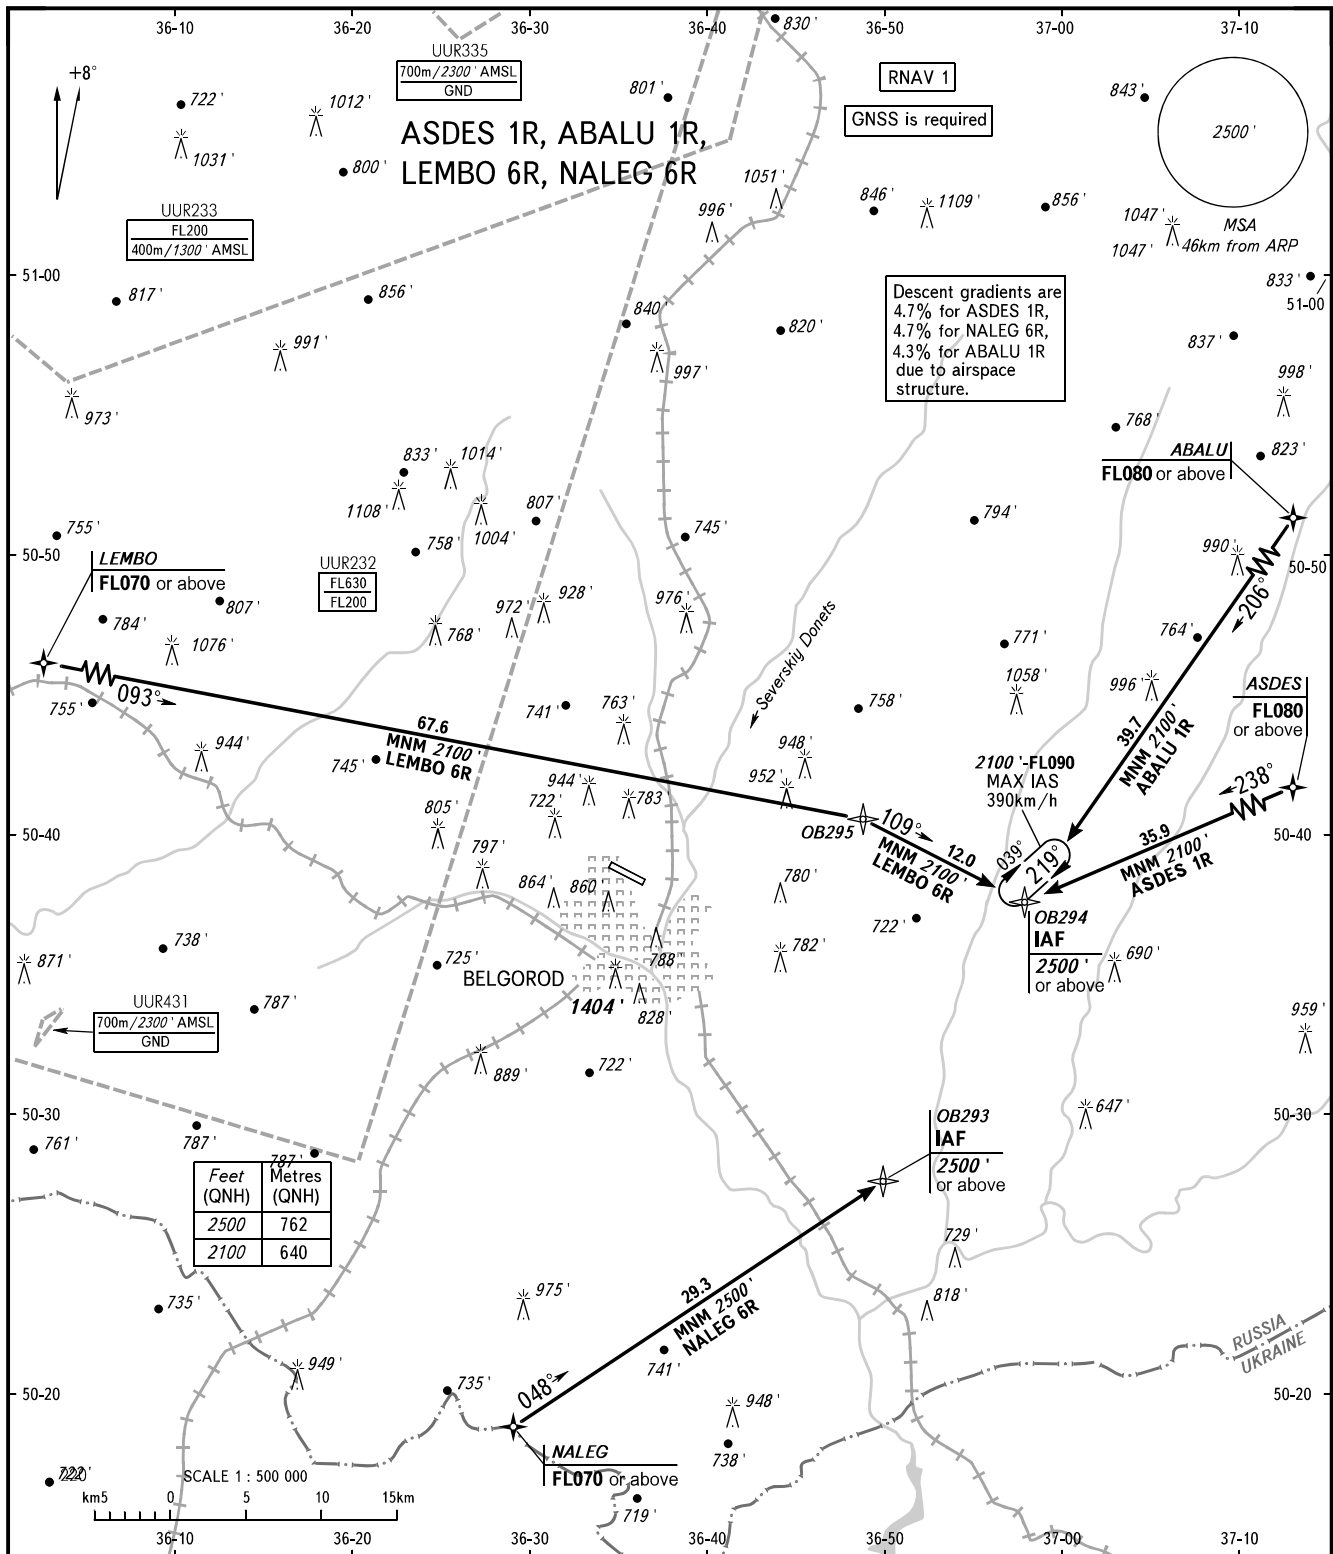 36-10
36-20
36-30
36-40
36-50
37-00
37-10
+8°
UUR335
700m/2300' AMSL
GND
830'
801'
RNAV 1
GNSS is required
843'
2500'
MSA
46km from ARP
722'
1012'
1031'
800'
ASDES 1R, ABALU 1R,
LEMBO 6R, NALEG 6R
1051'
996'
846'
1109'
856'
1047'
1047'
UUR233
FL200
400m/1300' AMSL
51-00
833'
51-00
817'
856'
840'
820'
Descent gradients are
4.7% for ASDES 1R,
4.7% for NALEG 6R,
4.3% for ABALU 1R
due to airspace
structure.
837'
991'
997'
998'
973'
768'
833'
1014'
ABALU
FL080 or above
823'
1108'
1004'
807'
794'
755'
758'
745'
990'
50-50
50-50
LEMBO
FL070 or above
UUR232
FL630
FL200
807'
784'
1076'
768'
972'
928'
976'
Severskiy Donets
206°
764'
771'
1058'
996'
ASDES
FL080
or above
093°
755'
741'
763'
758'
67.6
MNM 2100'
LEMBO 6R
39.7
MNM 2100'
ABALU 1R
944'
745'
948'
952'
944'
783'
722'
2100'-FL090
MAX IAS
390km/h
238°
805'
OB295
109°
12.0
MNM 2100'
LEMBO 6R
039°
219°
35.9
MNM 2100'
ASDES 1R
50-40
50-40
797'
864'
860'
780'
722'
OB294
IAF
2500'
or above
738'
782'
690'
871'
725'
BELGOROD
788'
1404'
828'
787'
UUR431
700m/2300' AMSL
GND
959'
889'
722'
50-30
50-30
647'
761'
787'
787'
OB293
IAF
2500'
or above
Feet
(QNH)
Metres
(QNH)
2500
762
2100
640
729'
975'
818'
735'
29.3
MNM 2500'
NALEG 6R
741'
RUSSIA
UKRAINE
949'
735'
048°
50-20
50-20
948'
738'
NALEG
FL070 or above
719'
722'
SCALE 1 : 500 000
km5
0
5
10
15km
36-10
36-20
36-30
36-40
36-50
37-00
37-10